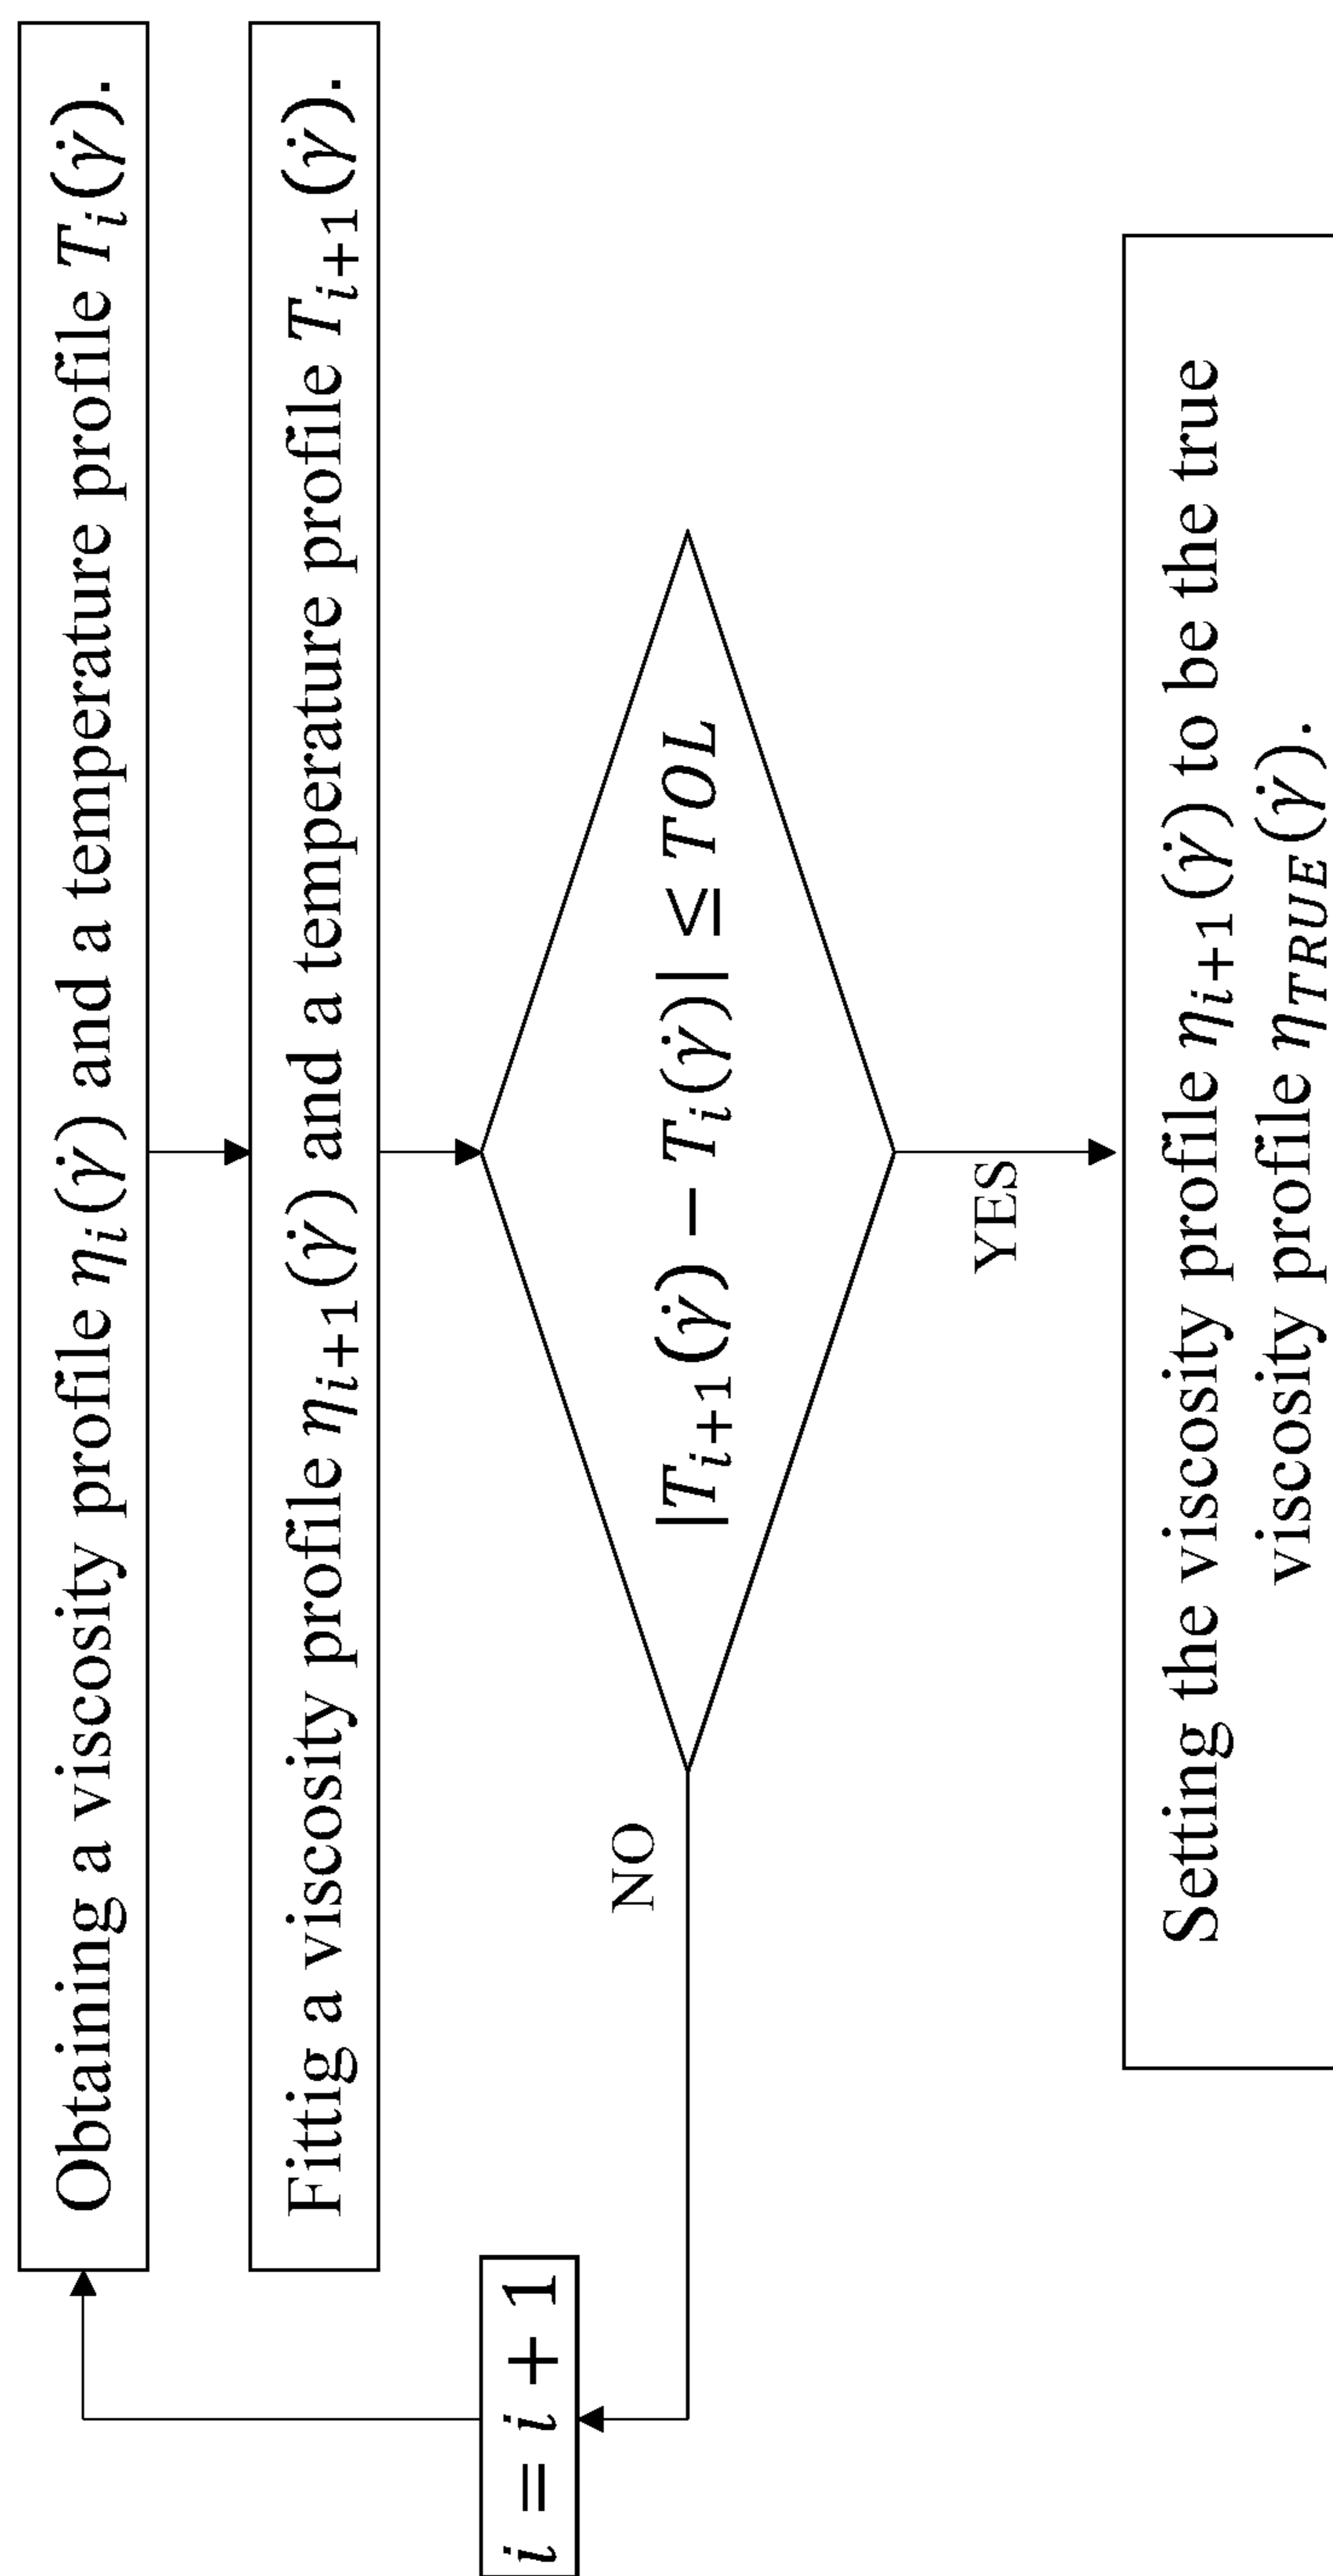 Obtaining a viscosity profile ηᵢ(γ̇) and a temperature profile Tᵢ(γ̇).
Fittig a viscosity profile ηᵢ₊₁(γ̇) and a temperature profile Tᵢ₊₁(γ̇).
|Tᵢ₊₁(γ̇) − Tᵢ(γ̇)| ≤ TOL
NO
i = i + 1
YES
Setting the viscosity profile ηᵢ₊₁(γ̇) to be the true
viscosity profile η_TRUE(γ̇).